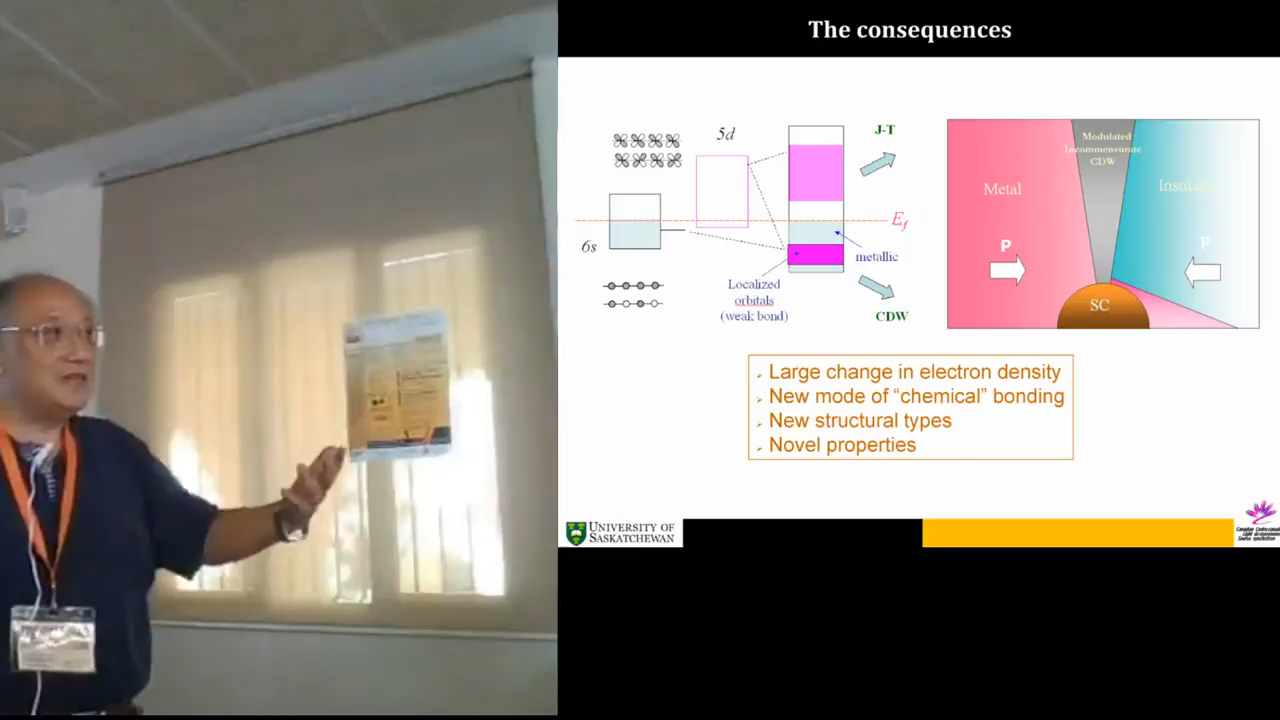 The consequences
5d
6s
J-T
E_f
metallic
Localized
orbitals
(weak bond)
CDW
Modulated
Incommensurate
CDW
Metal
P
P
SC
Large change in electron density
New mode of “chemical” bonding
New structural types
Novel properties
UNIVERSITY OF
SASKATCHEWAN